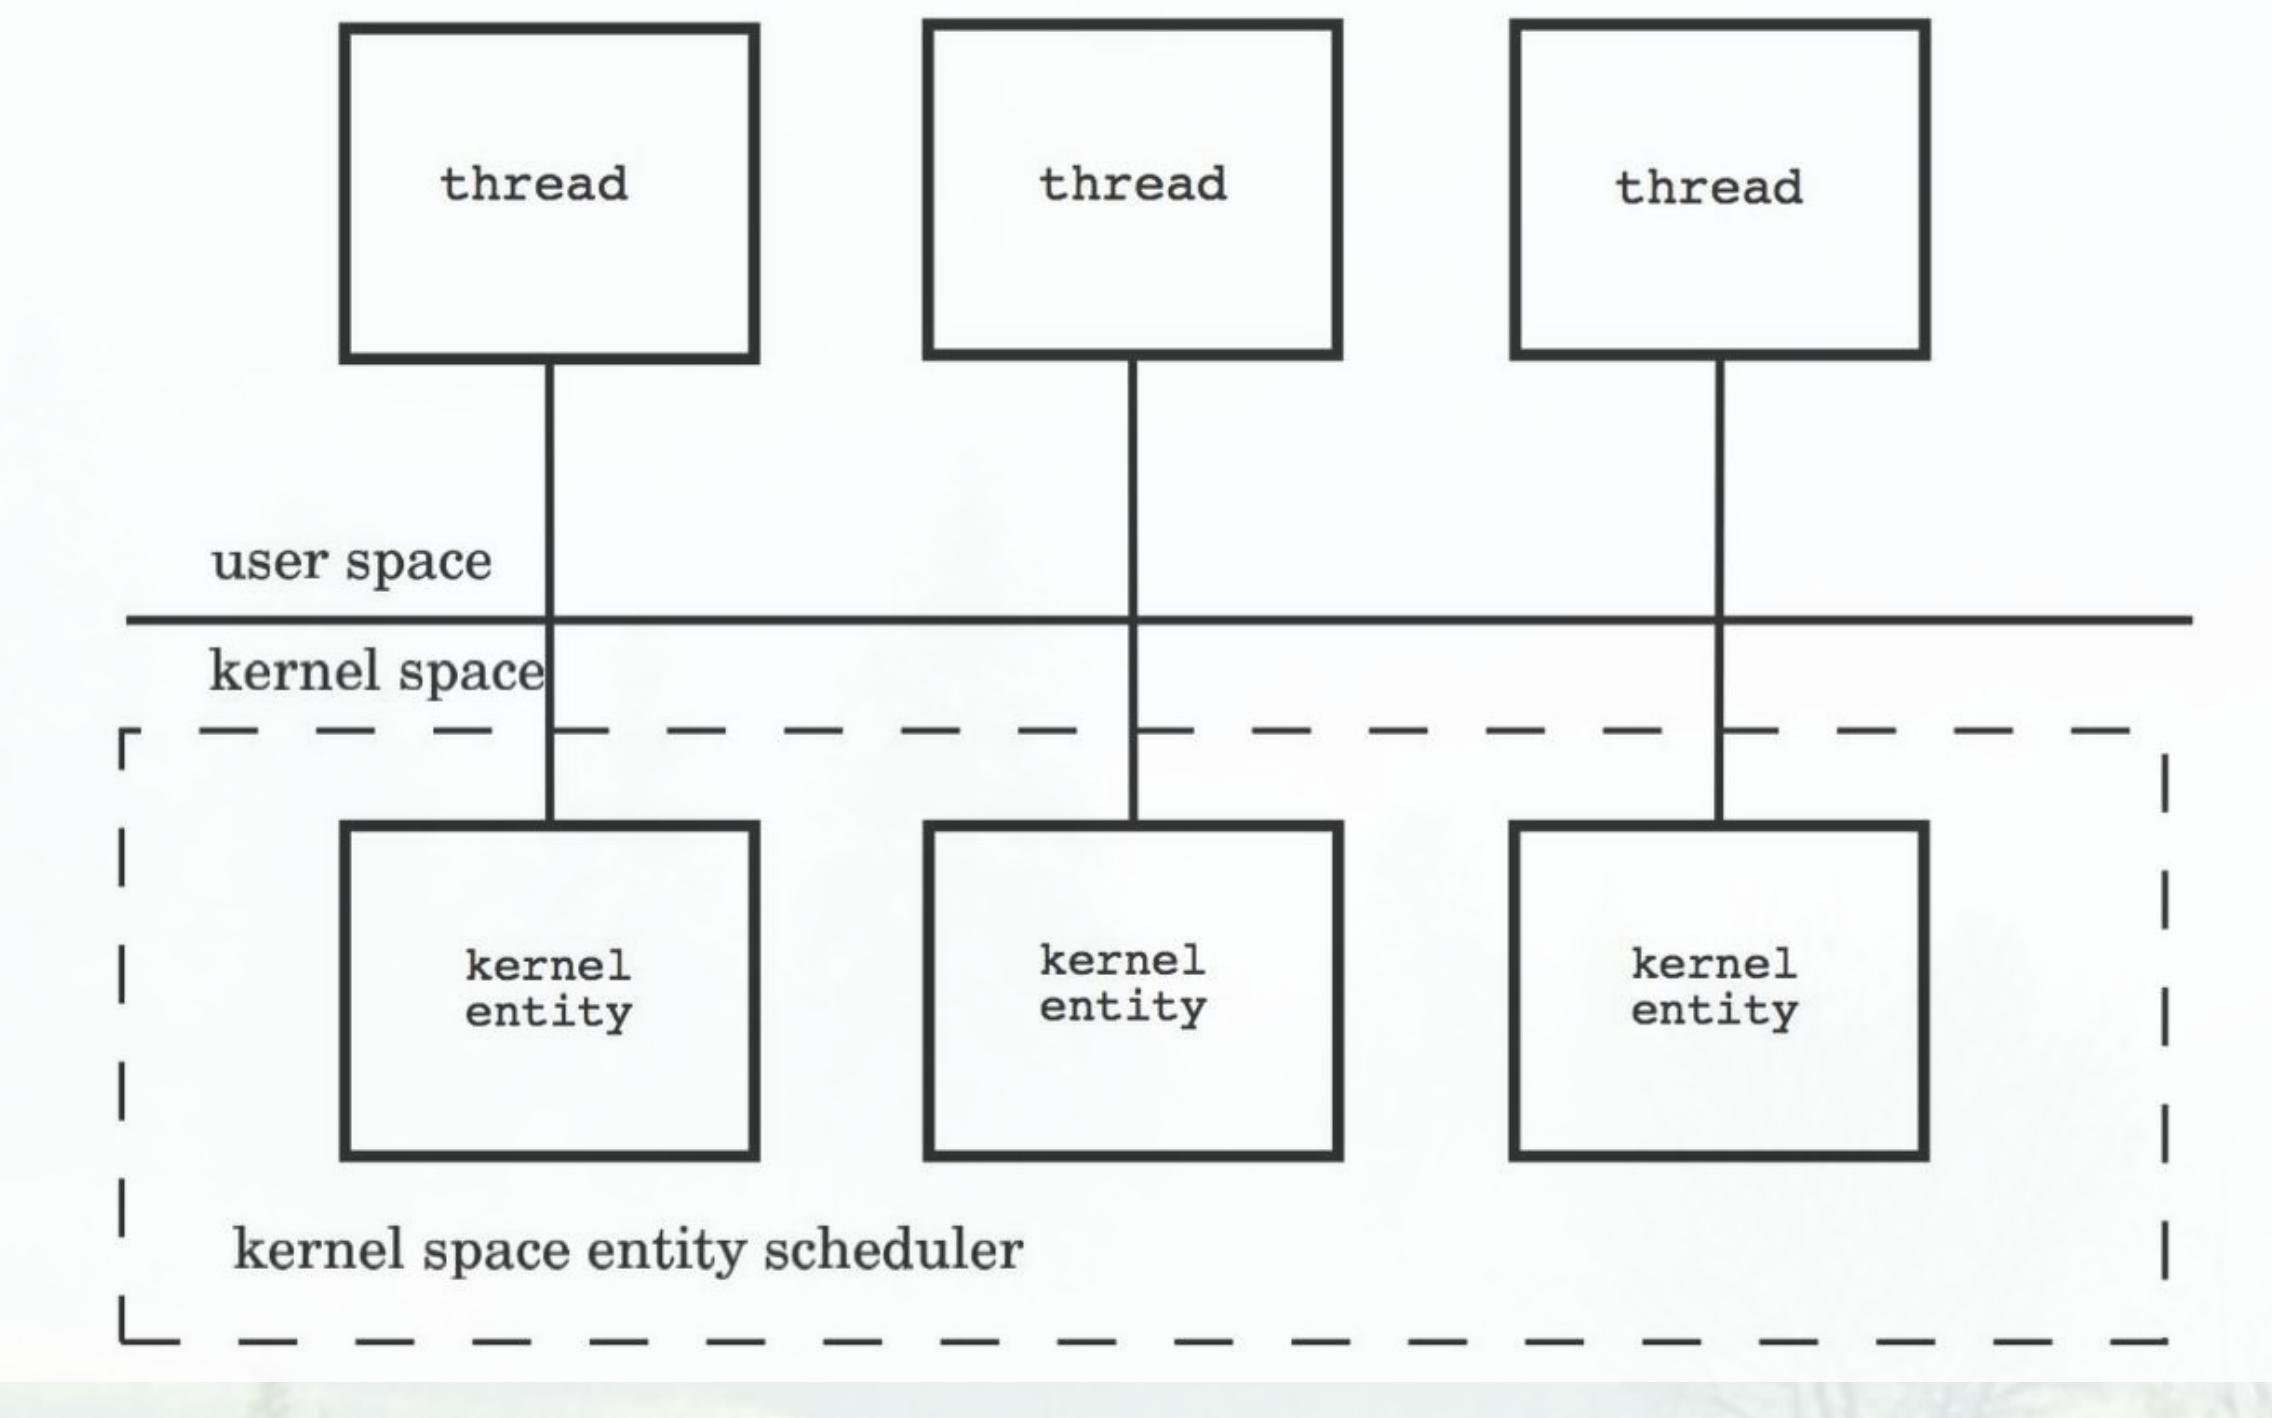 thread
thread
thread
user space
kernel space
kernel
entity
kernel
entity
kernel
entity
kernel space entity scheduler